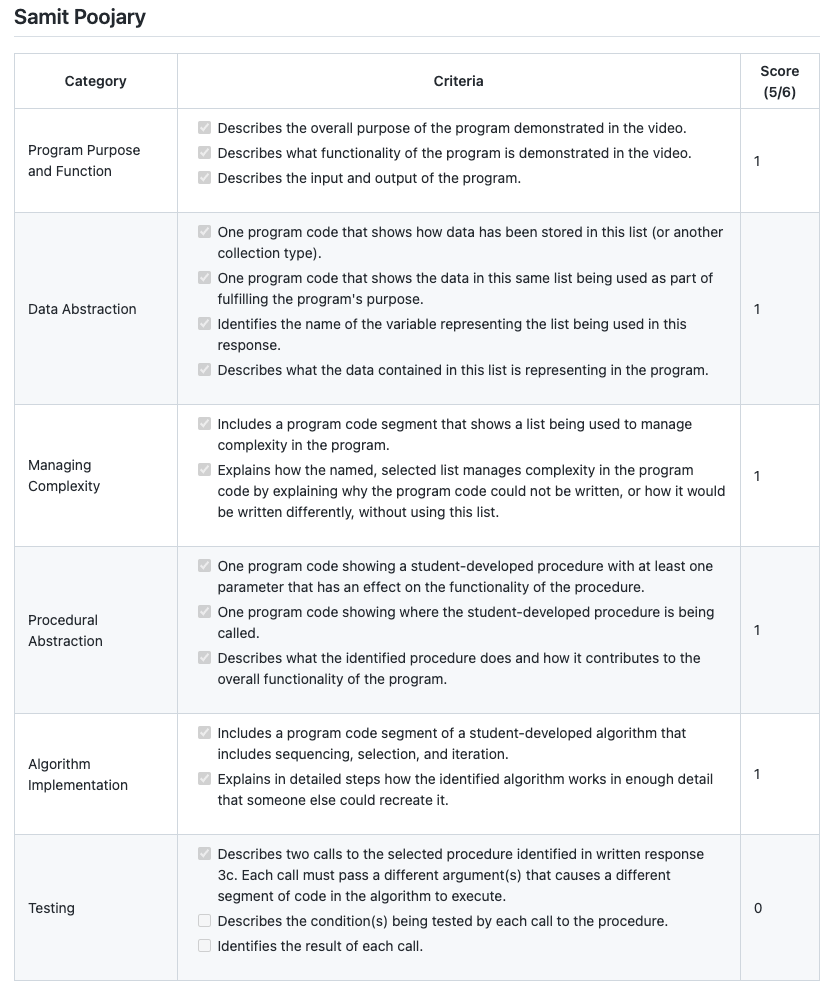 Samit Poojary
Category
Criteria
Score
(5/6)
Program Purpose
and Function
Describes the overall purpose of the program demonstrated in the video.
Describes what functionality of the program is demonstrated in the video.
Describes the input and output of the program.
1
Data Abstraction
One program code that shows how data has been stored in this list (or another
collection type).
One program code that shows the data in this same list being used as part of
fulfilling the program's purpose.
Identifies the name of the variable representing the list being used in this
response.
Describes what the data contained in this list is representing in the program.
1
Managing
Complexity
Includes a program code segment that shows a list being used to manage
complexity in the program.
Explains how the named, selected list manages complexity in the program
code by explaining why the program code could not be written, or how it would
be written differently, without using this list.
1
Procedural
Abstraction
One program code showing a student-developed procedure with at least one
parameter that has an effect on the functionality of the procedure.
One program code showing where the student-developed procedure is being
called.
Describes what the identified procedure does and how it contributes to the
overall functionality of the program.
1
Algorithm
Implementation
Includes a program code segment of a student-developed algorithm that
includes sequencing, selection, and iteration.
Explains in detailed steps how the identified algorithm works in enough detail
that someone else could recreate it.
1
Testing
Describes two calls to the selected procedure identified in written response
3c. Each call must pass a different argument(s) that causes a different
segment of code in the algorithm to execute.
Describes the condition(s) being tested by each call to the procedure.
Identifies the result of each call.
0